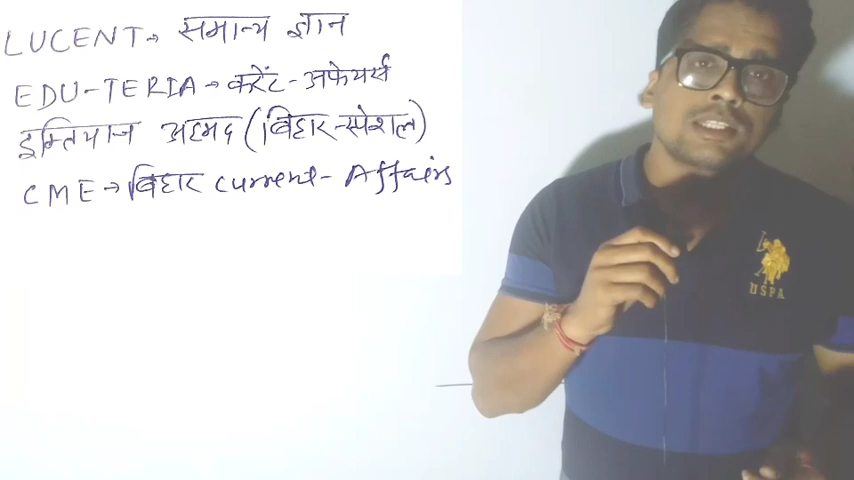 LUCENT → समान्य ज्ञान
EDU-TERIA → करेंट-अफेयर्स
इम्तियाज अहमद (बिहार-स्पेशल)
CME → बिहार Current-Affairs
USPA